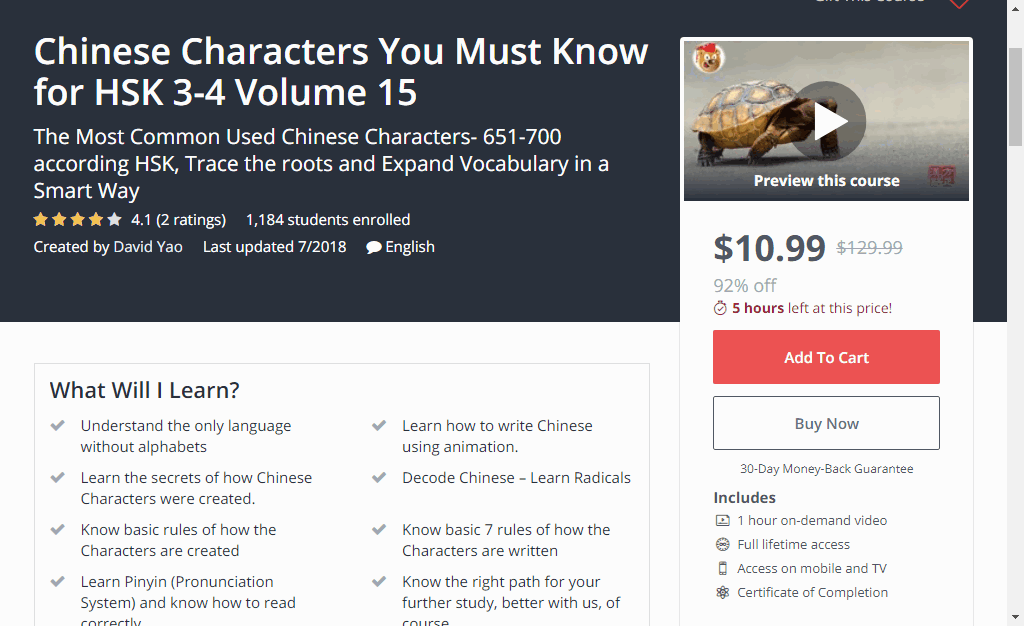 Chinese Characters You Must Know
for HSK 3-4 Volume 15
The Most Common Used Chinese Characters- 651-700
according HSK, Trace the roots and Expand Vocabulary in a
Smart Way
4.1 (2 ratings) 1,184 students enrolled
Created by David Yao Last updated 7/2018 English
Preview this course
$10.99 $129.99
92% off
5 hours left at this price!
Add To Cart
Buy Now
30-Day Money-Back Guarantee
Includes
1 hour on-demand video
Full lifetime access
Access on mobile and TV
Certificate of Completion
What Will I Learn?
Understand the only language
without alphabets
Learn how to write Chinese
using animation.
Learn the secrets of how Chinese
Characters were created.
Decode Chinese – Learn Radicals
Know basic rules of how the
Characters are created
Know basic 7 rules of how the
Characters are written
Learn Pinyin (Pronunciation
System) and know how to read
correctly
Know the right path for your
further study, better with us, of
course